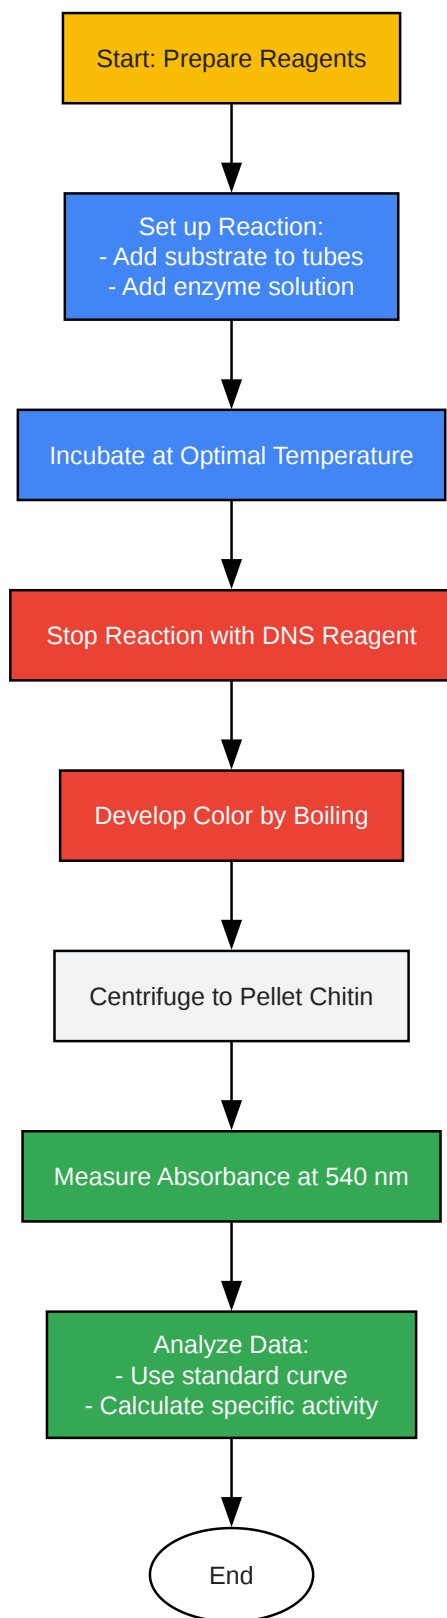 Start: Prepare Reagents
Set up Reaction:
- Add substrate to tubes
- Add enzyme solution
Incubate at Optimal Temperature
Stop Reaction with DNS Reagent
Develop Color by Boiling
Centrifuge to Pellet Chitin
Measure Absorbance at 540 nm
Analyze Data:
- Use standard curve
- Calculate specific activity
End